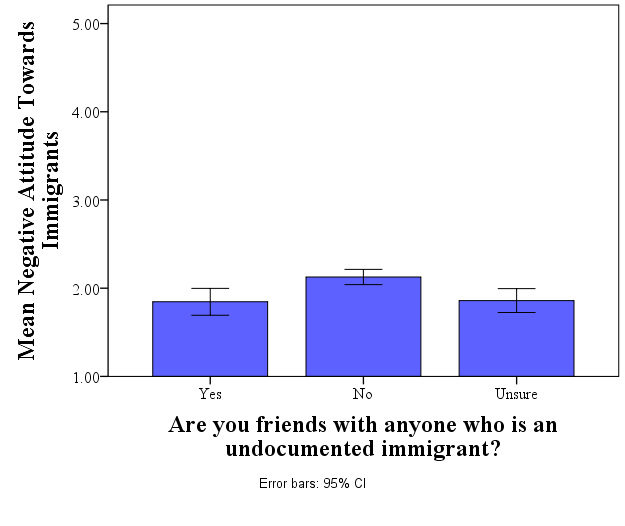 Mean Negative Attitude Towards
Immigrants
5.00
4.00
3.00
2.00
1.00
Yes
No
Unsure
Are you friends with anyone who is an
undocumented immigrant?
Error bars: 95% CI